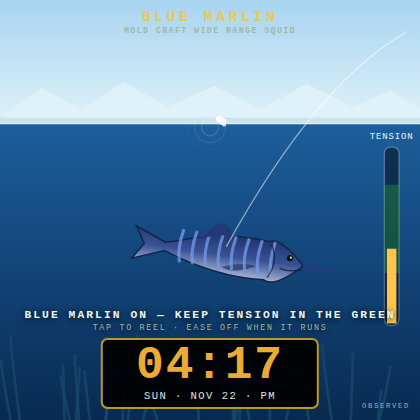 BLUE MARLIN
MOLD CRAFT WIDE RANGE SQUID
TENSION
BLUE MARLIN ON — KEEP TENSION IN THE GREEN
TAP TO REEL · EASE OFF WHEN IT RUNS
04:17
SUN · NOV 22 · PM
OBSERVED